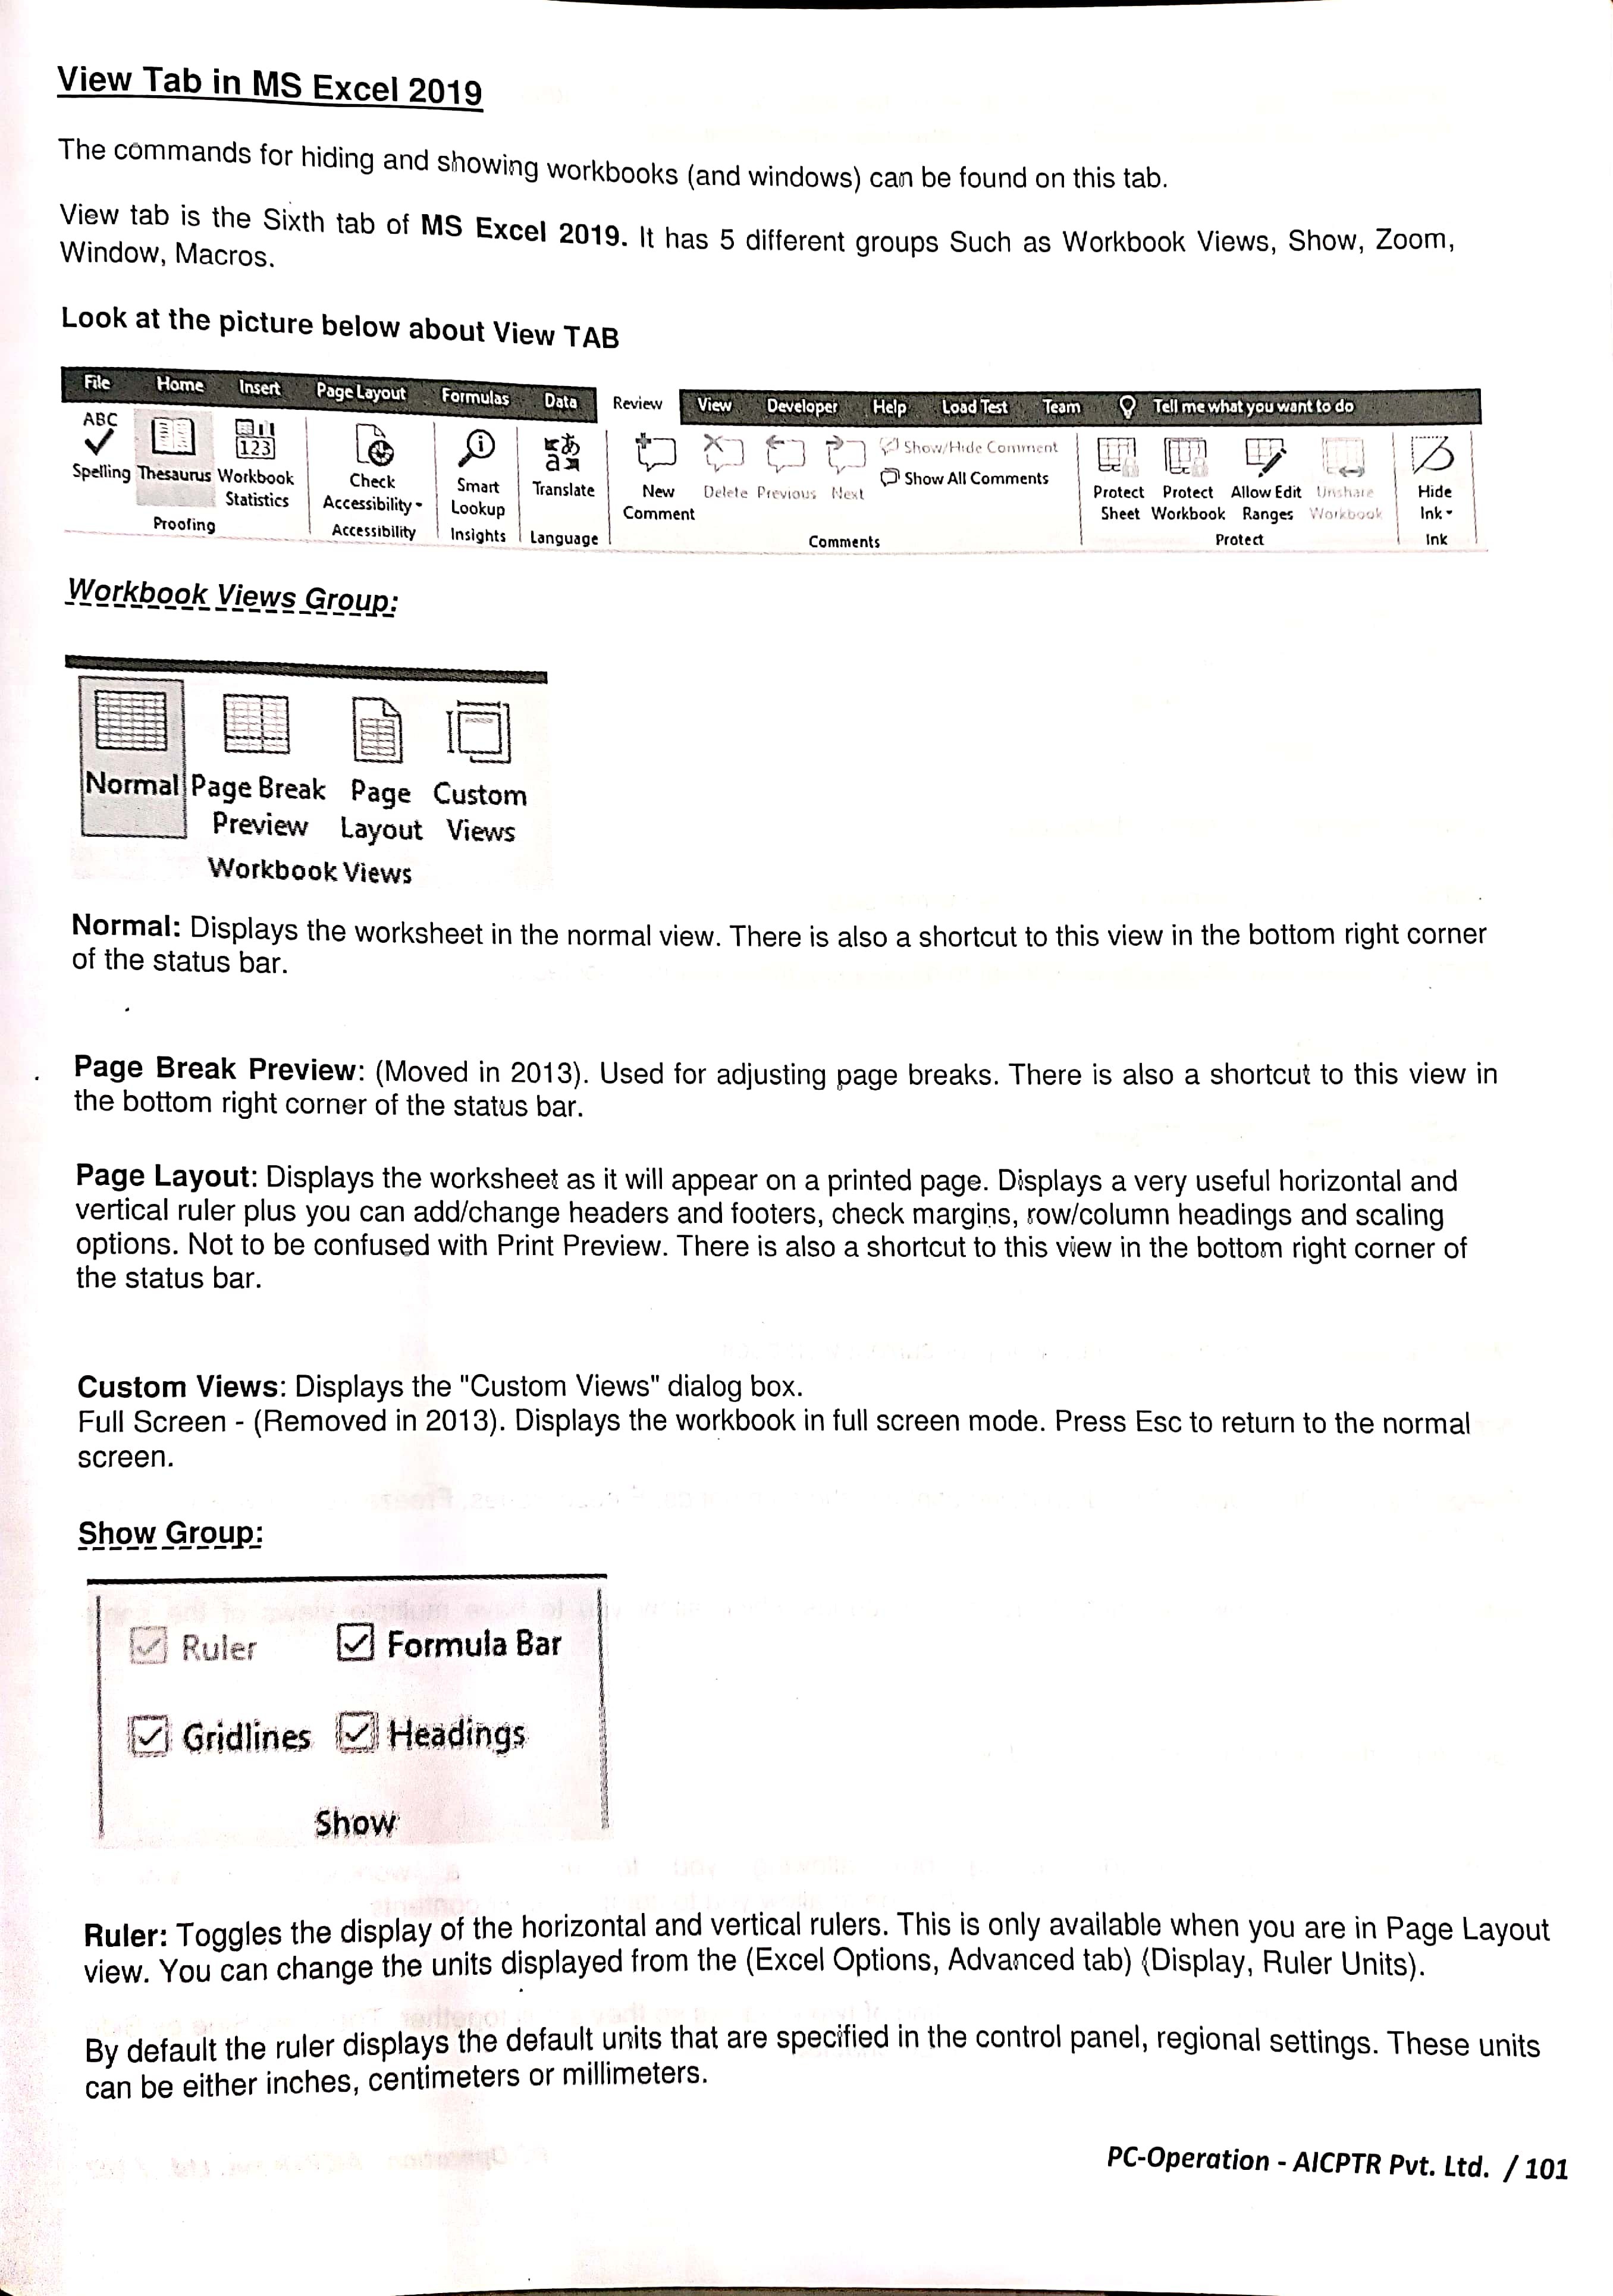 View Tab in MS Excel 2019
The commands for hiding and showing workbooks (and windows) can be found on this tab.
View tab is the Sixth tab of MS Excel 2019. It has 5 different groups Such as Workbook Views, Show, Zoom,
Window, Macros.
Look at the picture below about View TAB
File Home Insert Page Layout Formulas Data Review View Developer Help Load Test Team Tell me what you want to do
ABC
123
Spelling Thesaurus Workbook Statistics
Proofing
Check Accessibility
Accessibility
Smart Lookup
Insights
Translate
Language
New Comment
Delete Previous Next
Show/Hide Comment
Show All Comments
Comments
Protect Sheet
Protect Workbook
Allow Edit Ranges
Unshare Workbook
Protect
Hide Ink
Ink
Workbook Views Group:
Normal Page Break Page Custom
Preview Layout Views
Workbook Views
Normal: Displays the worksheet in the normal view. There is also a shortcut to this view in the bottom right corner
of the status bar.
Page Break Preview: (Moved in 2013). Used for adjusting page breaks. There is also a shortcut to this view in
the bottom right corner of the status bar.
Page Layout: Displays the worksheet as it will appear on a printed page. Displays a very useful horizontal and
vertical ruler plus you can add/change headers and footers, check margins, row/column headings and scaling
options. Not to be confused with Print Preview. There is also a shortcut to this view in the bottom right corner of
the status bar.
Custom Views: Displays the "Custom Views" dialog box.
Full Screen - (Removed in 2013). Displays the workbook in full screen mode. Press Esc to return to the normal
screen.
Show Group:
Ruler Formula Bar
Gridlines Headings
Show
Ruler: Toggles the display of the horizontal and vertical rulers. This is only available when you are in Page Layout
view. You can change the units displayed from the (Excel Options, Advanced tab) (Display, Ruler Units).
By default the ruler displays the default units that are specified in the control panel, regional settings. These units
can be either inches, centimeters or millimeters.
PC-Operation - AICPTR Pvt. Ltd. / 101